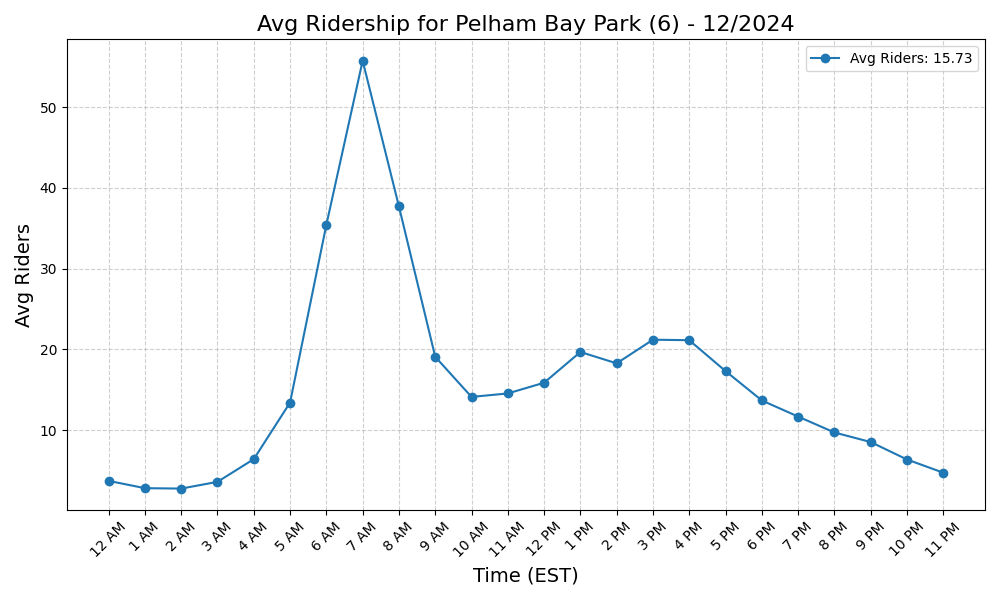 Avg Ridership for Pelham Bay Park (6) - 12/2024
Avg Riders: 15.73
Avg Riders
50
40
30
20
10
12 AM
1 AM
2 AM
3 AM
4 AM
5 AM
6 AM
7 AM
8 AM
9 AM
10 AM
11 AM
12 PM
1 PM
2 PM
3 PM
4 PM
5 PM
6 PM
7 PM
8 PM
9 PM
10 PM
11 PM
Time (EST)